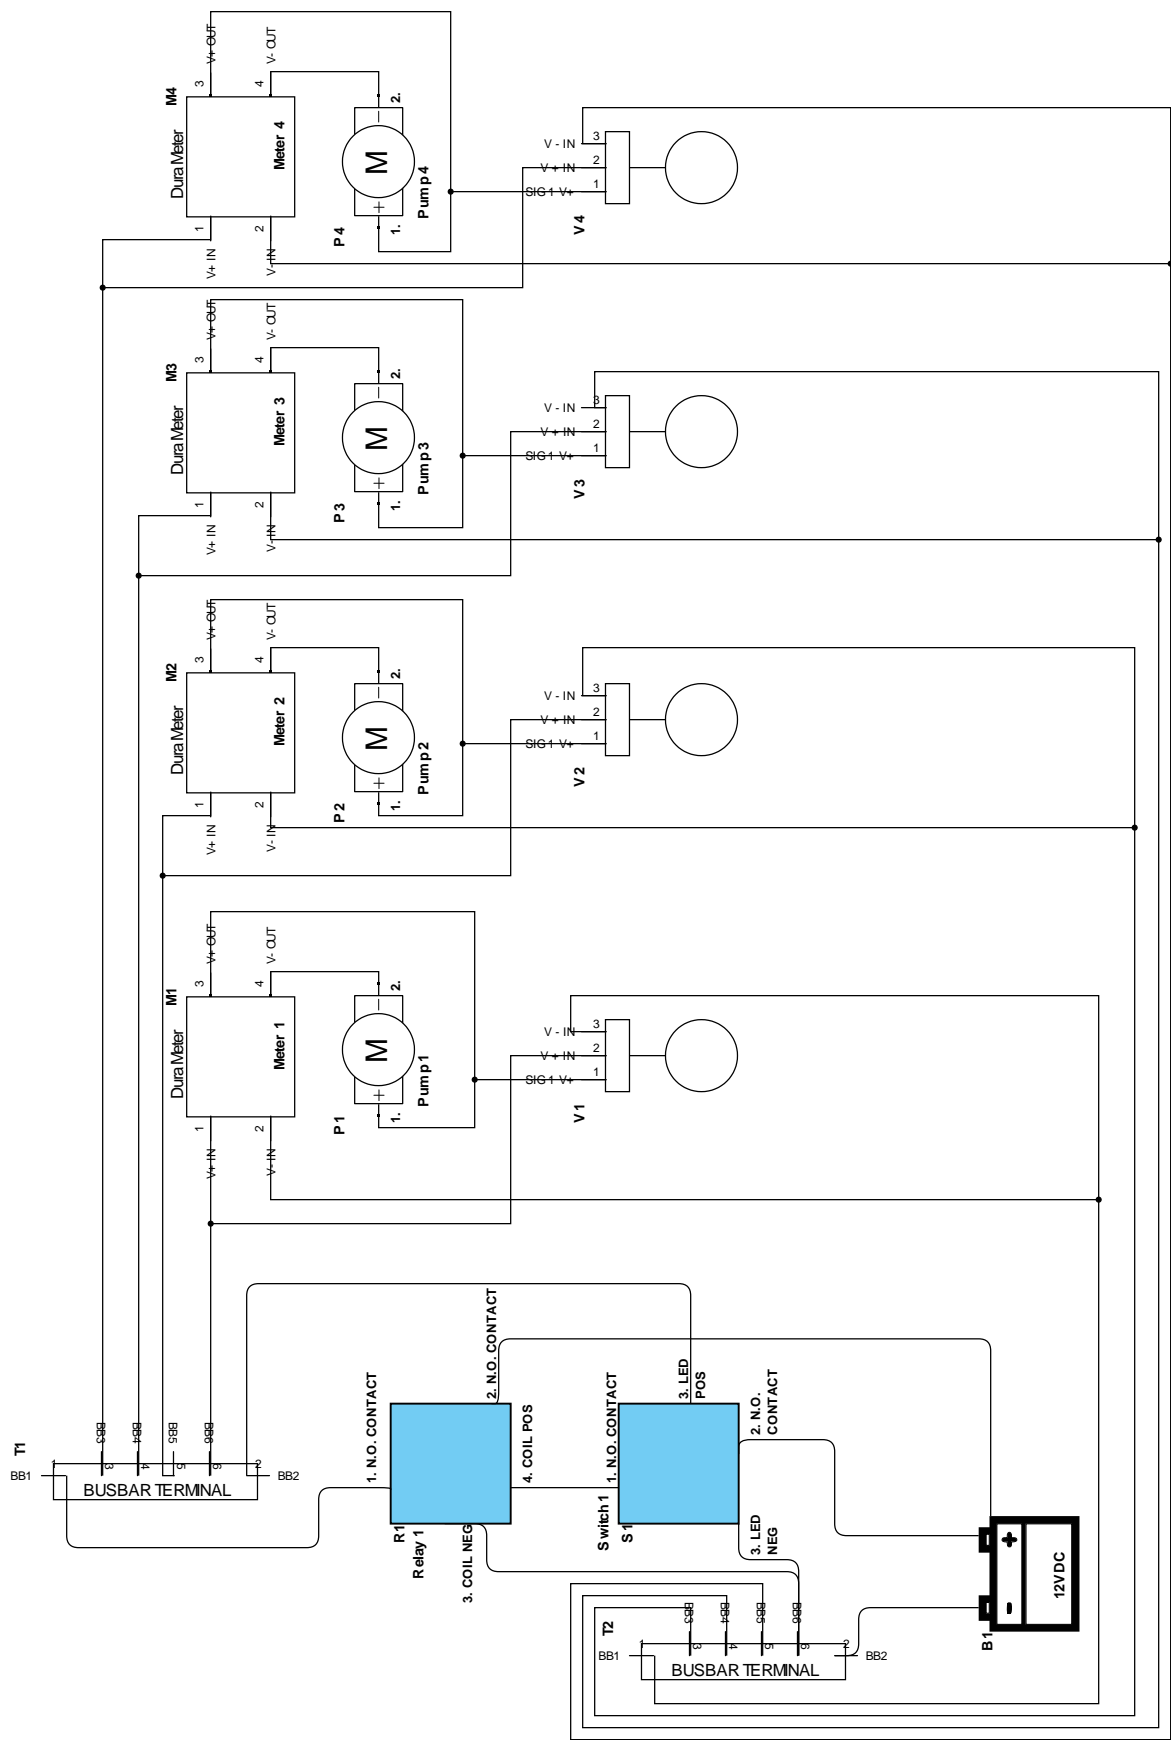 V+ OUT
V- OUT
3
4
M4
Dura Meter
Meter 4
1
2
V+ IN
V- IN
2.
M
Pump 4
P4
1.
V - IN
V + IN
SIG 1 V+
3
2
1
V4
V+ OUT
V- OUT
3
4
M3
Dura Meter
Meter 3
1
2
V+ IN
V- IN
2.
M
Pump 3
P3
1.
V - IN
V + IN
SIG 1 V+
3
2
1
V3
V+ OUT
V- OUT
3
4
M2
Dura Meter
Meter 2
1
2
V+ IN
V- IN
2.
M
Pump 2
P2
1.
V - IN
V + IN
SIG 1 V+
3
2
1
V2
V+ OUT
V- OUT
3
4
M1
Dura Meter
Meter 1
1
2
V+ IN
V- IN
2.
M
Pump 1
P1
1.
V - IN
V + IN
SIG 1 V+
3
2
1
V1
T1
BB1
BB3
BB4
BB5
BB6
BB2
1
3
4
5
6
2
BUSBAR TERMINAL
1. N.O. CONTACT
2. N.O. CONTACT
R1
Relay 1
3. COIL NEG
4. COIL POS
1. N.O. CONTACT
3. LED
POS
2. N.O.
CONTACT
Switch 1
S1
3. LED
NEG
T2
BB1
BB3
BB4
BB5
BB6
BB2
1
3
4
5
6
2
BUSBAR TERMINAL
B1
+
-
12VDC